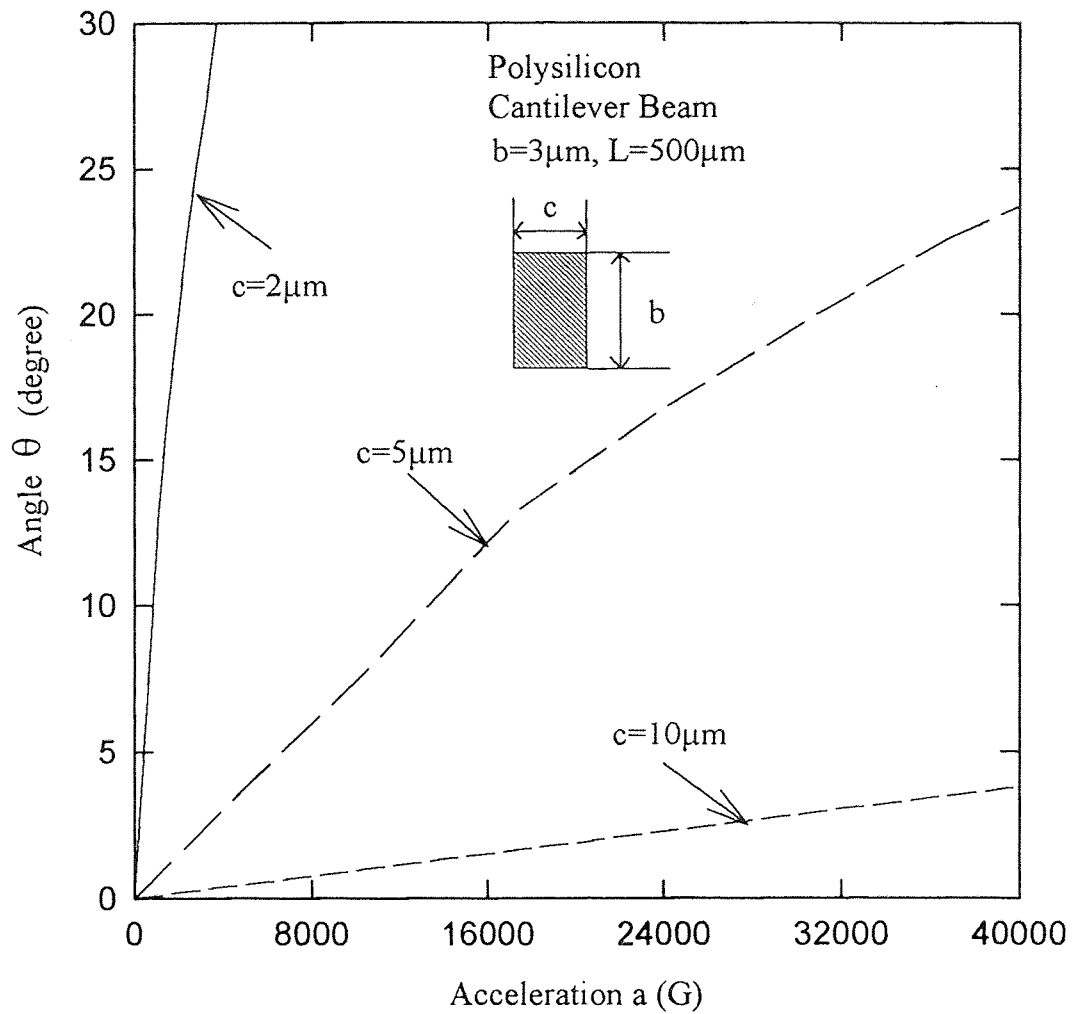 30
25
20
15
10
5
0
Angle θ (degree)
Polysilicon
Cantilever Beam
b=3μm, L=500μm
c
b
c=2μm
c=5μm
c=10μm
0 8000 16000 24000 32000 40000
Acceleration a (G)